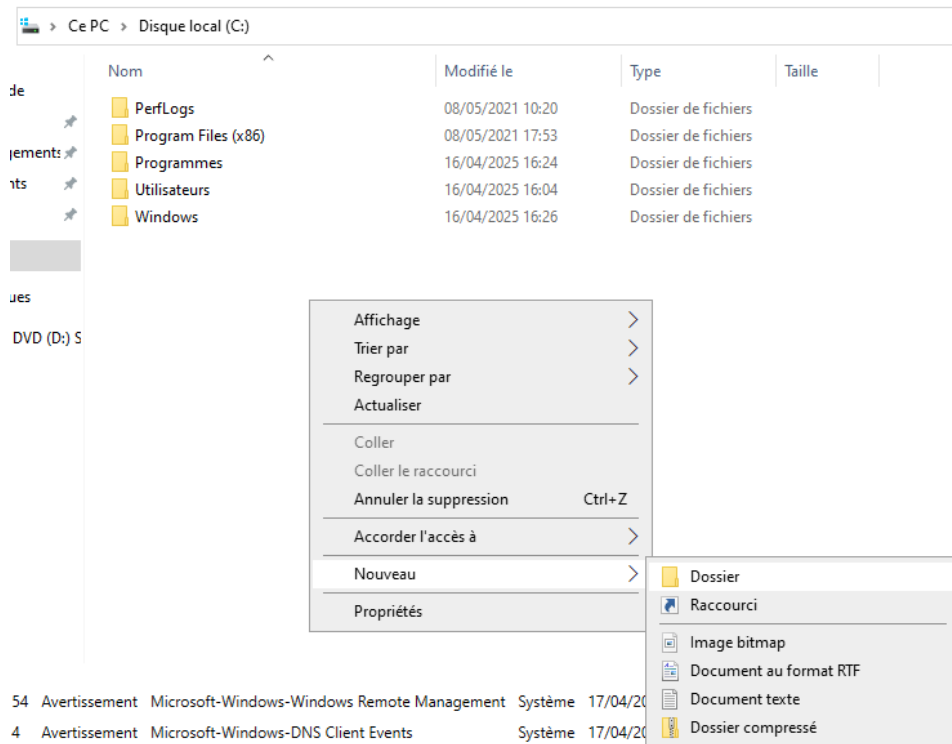 Ce PC > Disque local (C:)
Nom Modifié le Type Taille
de
PerfLogs 08/05/2021 10:20 Dossier de fichiers
Program Files (x86) 08/05/2021 17:53 Dossier de fichiers
gements
Programmes 16/04/2025 16:24 Dossier de fichiers
nts
Utilisateurs 16/04/2025 16:04 Dossier de fichiers
Windows 16/04/2025 16:26 Dossier de fichiers
ues
DVD (D:) S
Affichage
Trier par
Regrouper par
Actualiser
Coller
Coller le raccourci
Annuler la suppression Ctrl+Z
Accorder l'accès à
Nouveau
Propriétés
Dossier
Raccourci
Image bitmap
Document au format RTF
Document texte
Dossier compressé
54 Avertissement Microsoft-Windows-Windows Remote Management Système 17/04/20
4 Avertissement Microsoft-Windows-DNS Client Events Système 17/04/20